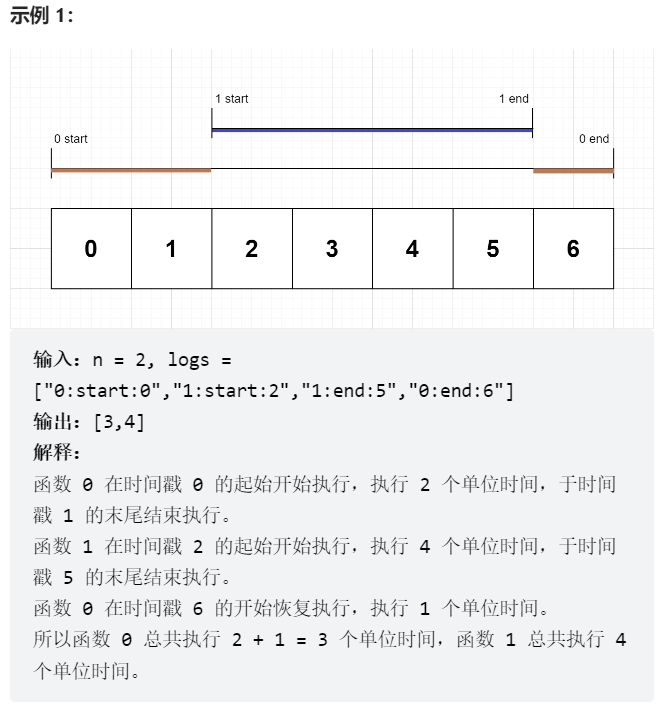 示例 1：
1 start 1 end
0 start 0 end
0 1 2 3 4 5 6
输入：n = 2, logs =
["0:start:0","1:start:2","1:end:5","0:end:6"]
输出：[3,4]
解释：
函数 0 在时间戳 0 的起始开始执行，执行 2 个单位时间，于时间
戳 1 的末尾结束执行。
函数 1 在时间戳 2 的起始开始执行，执行 4 个单位时间，于时间
戳 5 的末尾结束执行。
函数 0 在时间戳 6 的开始恢复执行，执行 1 个单位时间。
所以函数 0 总共执行 2 + 1 = 3 个单位时间，函数 1 总共执行 4
个单位时间。